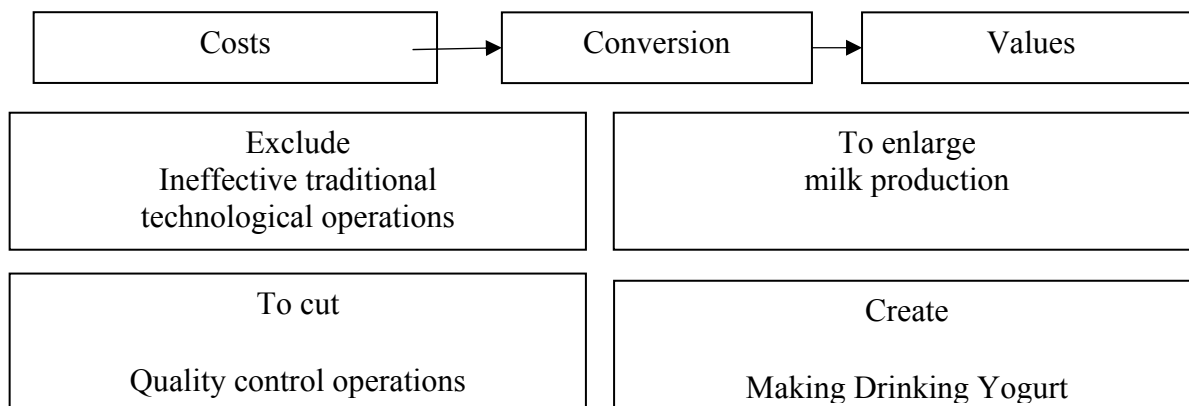 Costs
Conversion
Values
Exclude
Ineffective traditional
technological operations
To enlarge
milk production
To cut
Quality control operations
Create
Making Drinking Yogurt